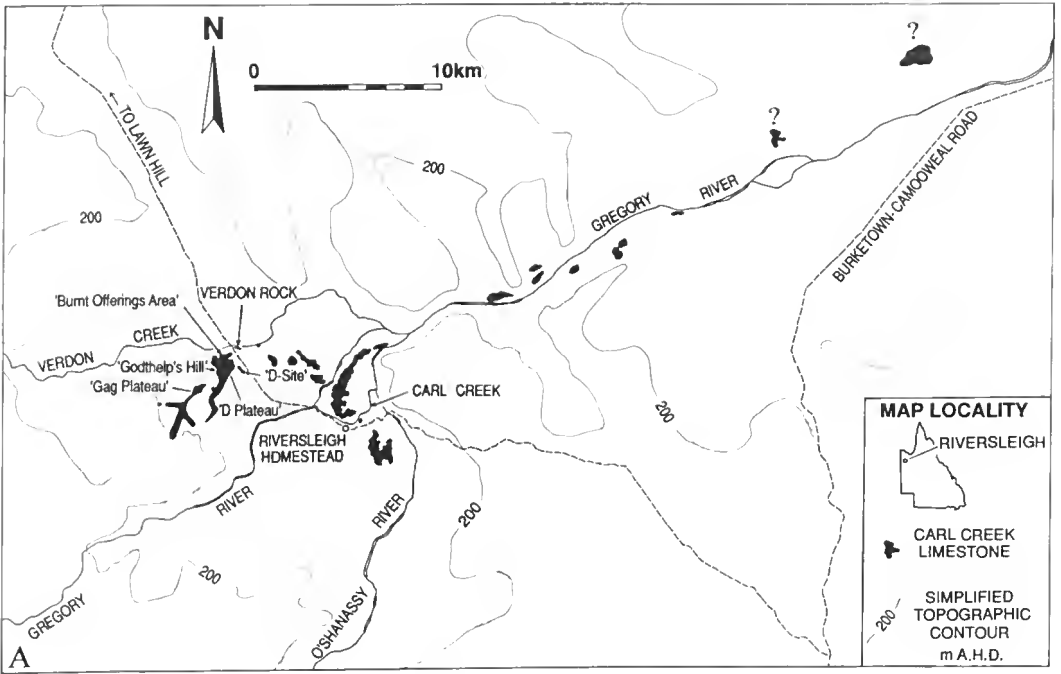 N
0 10km
?
?
← TO LAWN HILL
200
200
GREGORY RIVER
BURKETOWN-CAMOOWEAL ROAD
'Burnt Offerings Area'
VERDON ROCK
VERDON CREEK
'Godthelp's Hill'
'Gag Plateau'
'D-Site'
'D Plateau'
CARL CREEK
RIVERSLEIGH
HOMESTEAD
200
GREGORY RIVER
200
200
O'SHANASSY RIVER
MAP LOCALITY
RIVERSLEIGH
CARL CREEK
LIMESTONE
200
SIMPLIFIED
TOPOGRAPHIC
CONTOUR
m A.H.D.
A